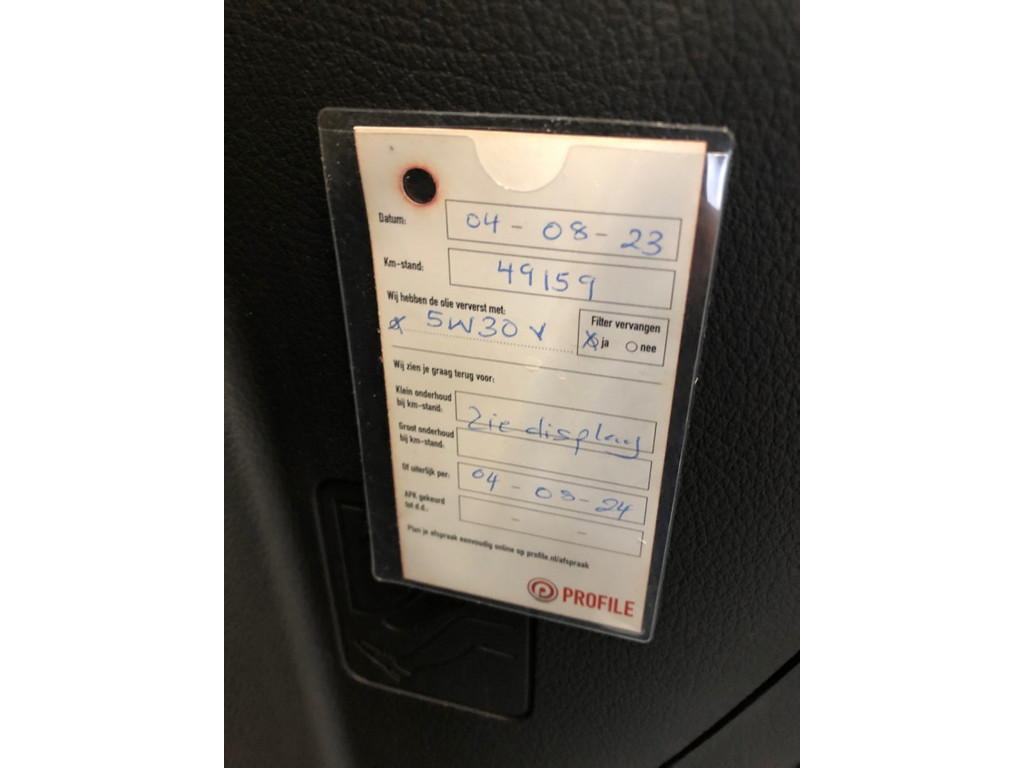 Datum: 04 - 08 - 23
Km-stand: 49159
Wij hebben de olie ververst met:
5W30 V
Filter vervangen
ja nee
Wij zien je graag terug voor:
Klein onderhoud
bij km-stand: Zie display
Groot onderhoud
bij km-stand:
Of uiterlijk per: 04 - 08 - 24
APK gekeurd
tot d.d.: - -
Plan je afspraak eenvoudig online op profile.nl/afspraak
PROFILE